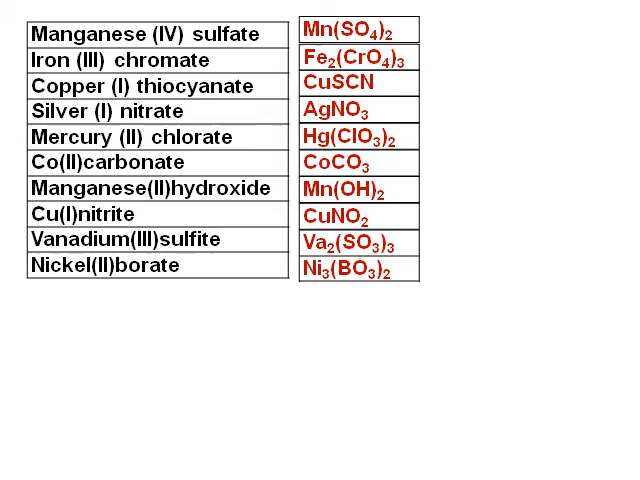 Manganese (IV) sulfate Mn(SO₄)₂
Iron (III) chromate Fe₂(CrO₄)₃
Copper (I) thiocyanate CuSCN
Silver (I) nitrate AgNO₃
Mercury (II) chlorate Hg(ClO₃)₂
Co(II)carbonate CoCO₃
Manganese(II)hydroxide Mn(OH)₂
Cu(I)nitrite CuNO₂
Vanadium(III)sulfite Va₂(SO₃)₃
Nickel(II)borate Ni₃(BO₃)₂